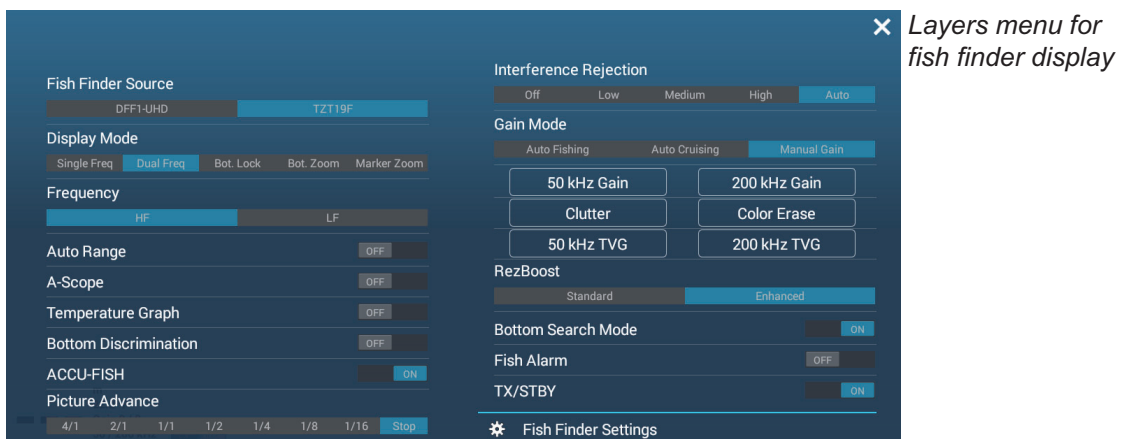 Layers menu for
fish finder display
Fish Finder Source
DFF1-UHD TZT19F
Display Mode
Single Freq Dual Freq Bot. Lock Bot. Zoom Marker Zoom
Frequency
HF LF
Auto Range OFF
A-Scope OFF
Temperature Graph OFF
Bottom Discrimination OFF
ACCU-FISH ON
Picture Advance
4/1 2/1 1/1 1/2 1/4 1/8 1/16 Stop
Interference Rejection
Off Low Medium High Auto
Gain Mode
Auto Fishing Auto Cruising Manual Gain
50 kHz Gain 200 kHz Gain
Clutter Color Erase
50 kHz TVG 200 kHz TVG
RezBoost
Standard Enhanced
Bottom Search Mode ON
Fish Alarm OFF
TX/STBY ON
Fish Finder Settings